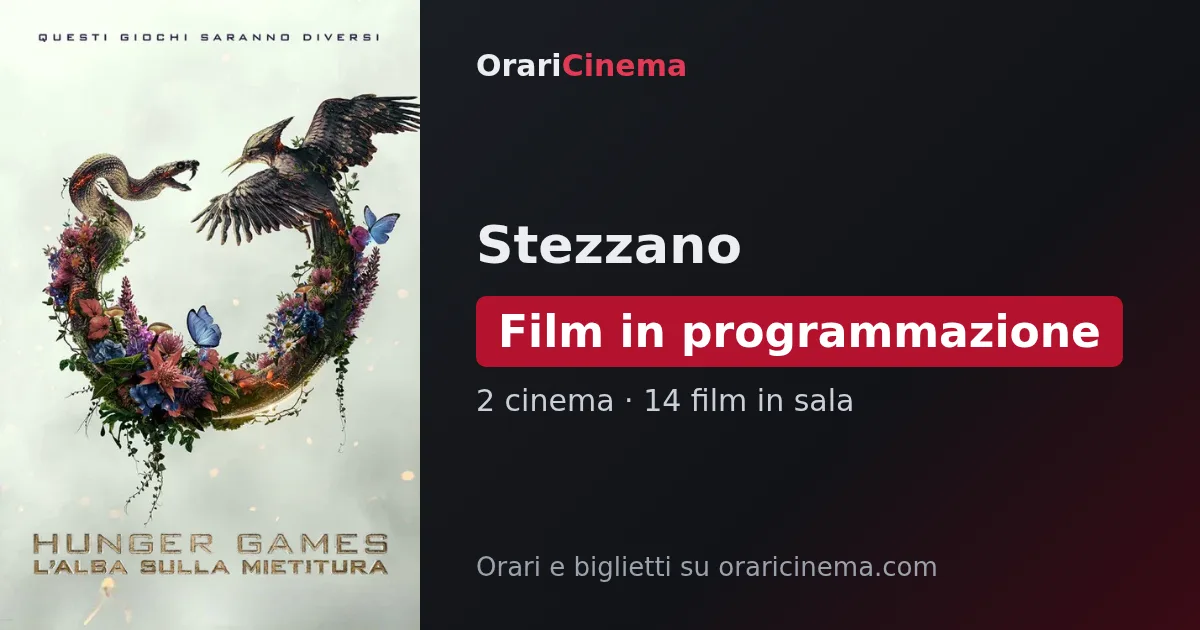 QUESTI GIOCHI SARANNO DIVERSI
HUNGER GAMES
L'ALBA SULLA MIETITURA
OrariCinema
Stezzano
Film in programmazione
2 cinema · 14 film in sala
Orari e biglietti su oraricinema.com